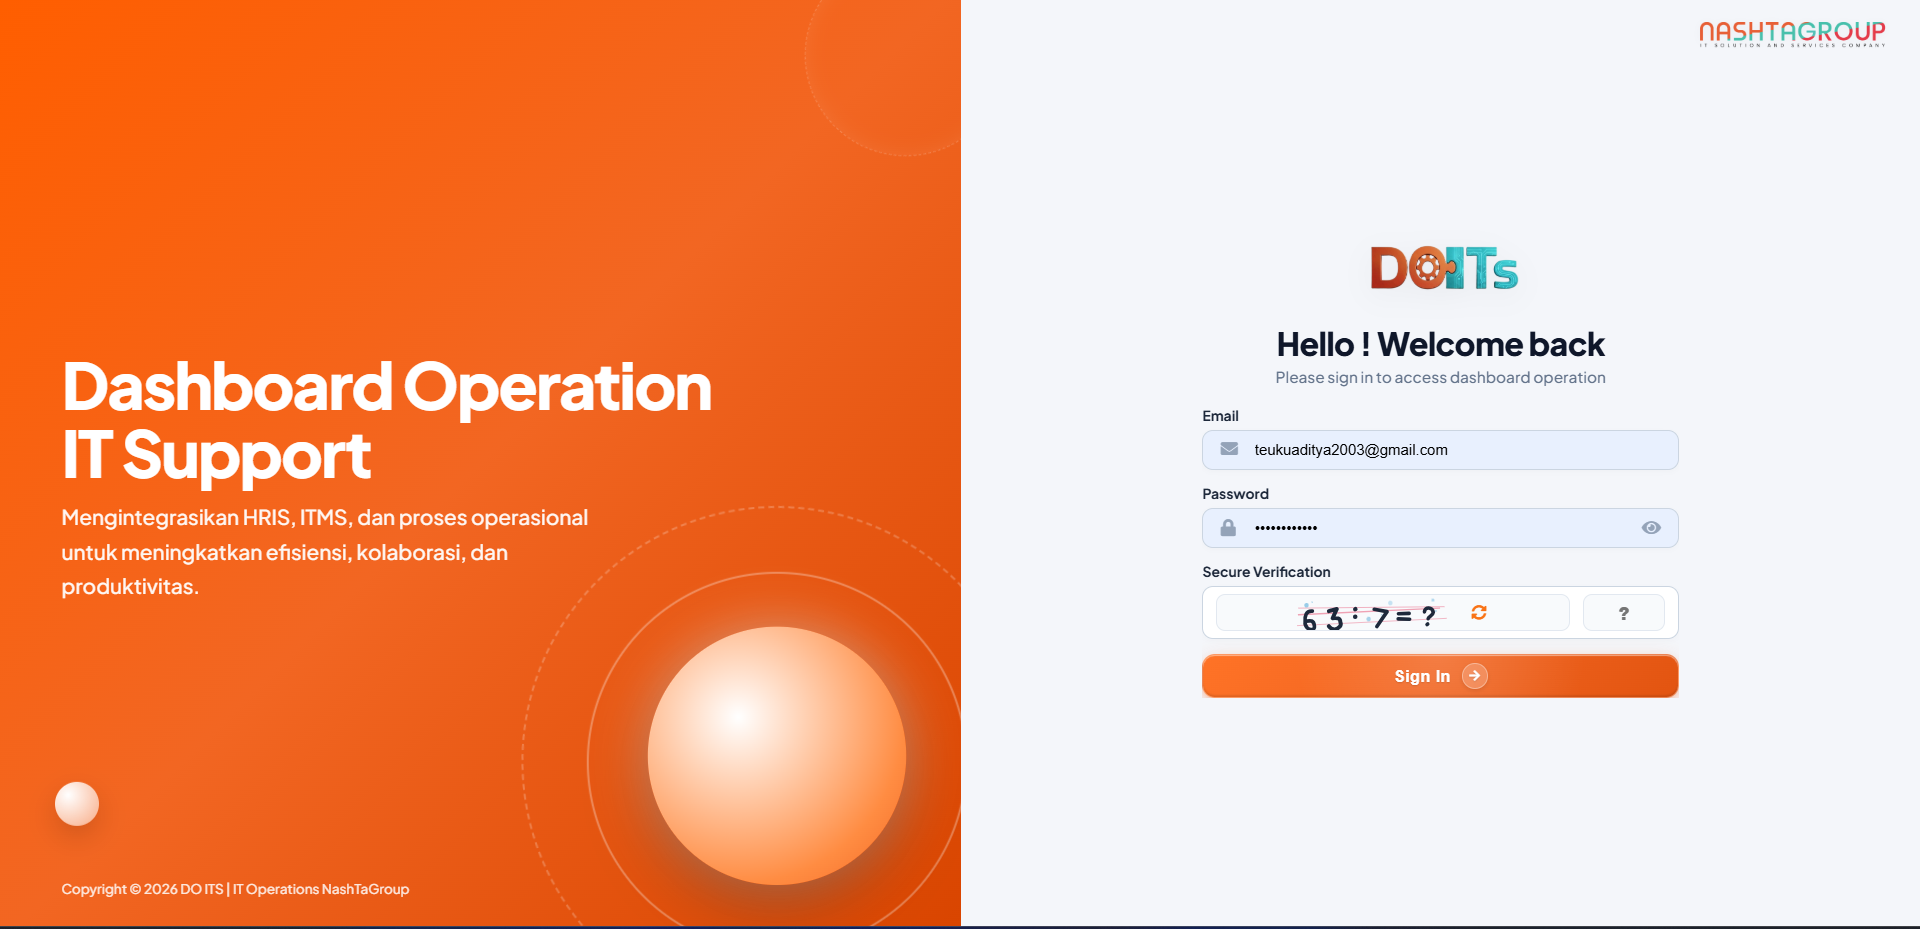 NASHTAGROUP
IT SOLUTION AND SERVICES COMPANY
Dashboard Operation
IT Support
Mengintegrasikan HRIS, ITMS, dan proses operasional
untuk meningkatkan efisiensi, kolaborasi, dan
produktivitas.
Copyright © 2026 DO ITS | IT Operations NashTaGroup
DOITs
Hello ! Welcome back
Please sign in to access dashboard operation
Email
teukuaditya2003@gmail.com
Password
••••••••••••
Secure Verification
63:7=?
?
Sign In